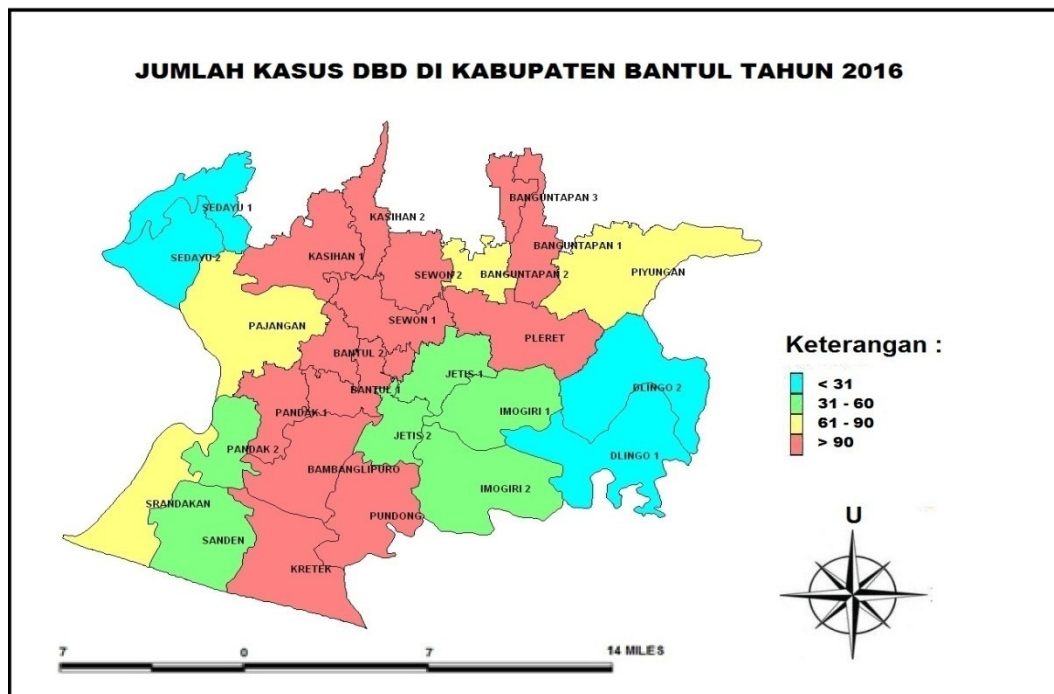 JUMLAH KASUS DBD DI KABUPATEN BANTUL TAHUN 2016
SEDAYU 1
BANGUNTAPAN 3
KASIHAN 2
BANGUNTAPAN 1
SEDAYU 2
KASIHAN 1
SEWON 2
BANGUNTAPAN 2
PIYUNGAN
PAJANGAN
SEWON 1
PLERET
BANTUL 2
JETIS 1
BANTUL 1
DLINGO 2
PANDAK 1
IMOGIRI 1
JETIS 2
PANDAK 2
BAMBANGLIPURO
DLINGO 1
IMOGIRI 2
SRANDAKAN
PUNDONG
SANDEN
KRETEK
Keterangan :
< 31
31 - 60
61 - 90
> 90
U
7 0 7 14 MILES